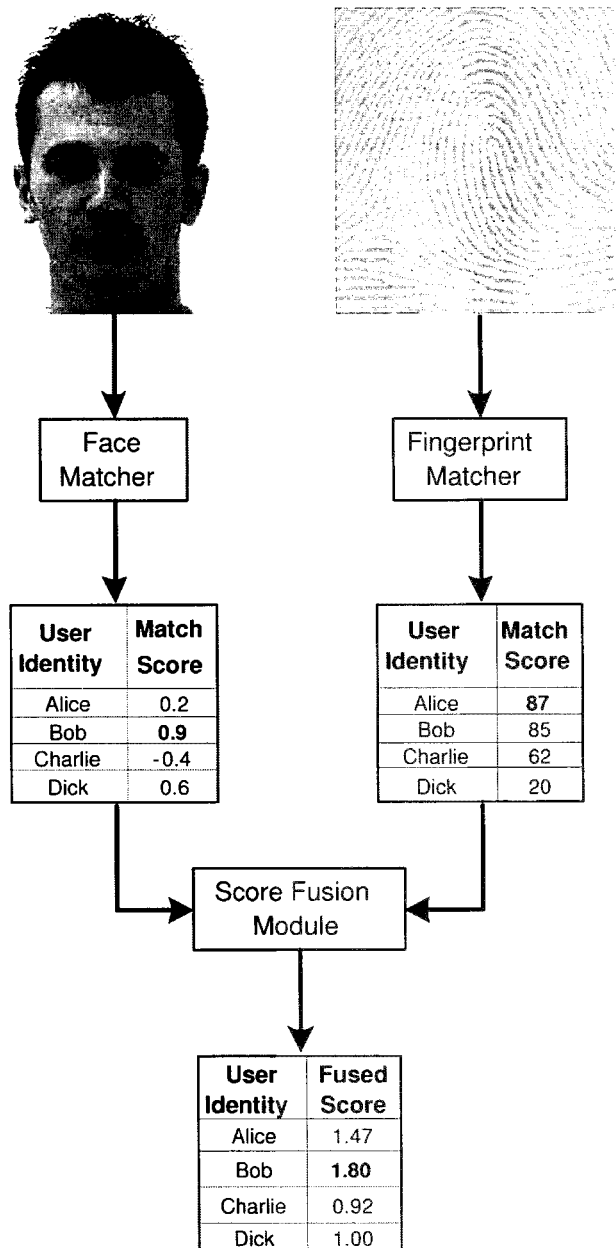 Face
Matcher
Fingerprint
Matcher
User Identity Match Score
Alice 0.2
Bob 0.9
Charlie -0.4
Dick 0.6
User Identity Match Score
Alice 87
Bob 85
Charlie 62
Dick 20
Score Fusion
Module
User Identity Fused Score
Alice 1.47
Bob 1.80
Charlie 0.92
Dick 1.00